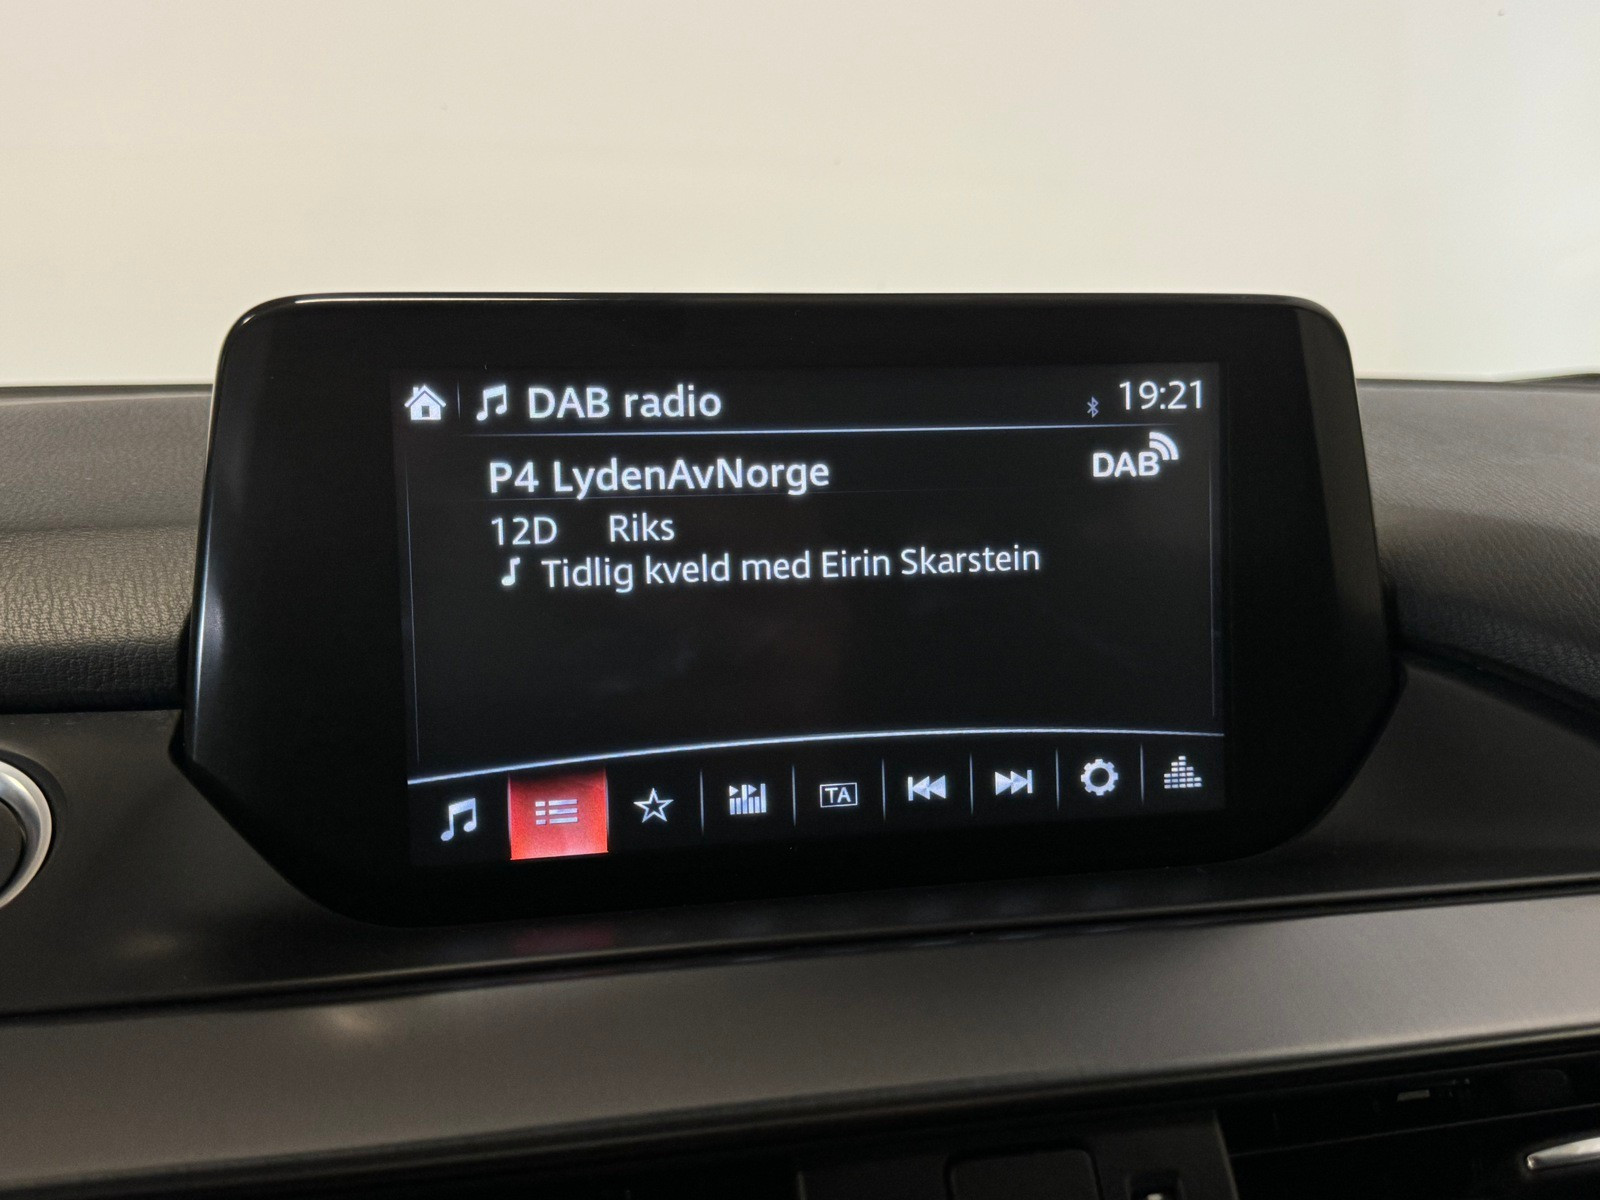 DAB radio
19:21
P4 LydenAvNorge
DAB
12D Riks
Tidlig kveld med Eirin Skarstein
TA